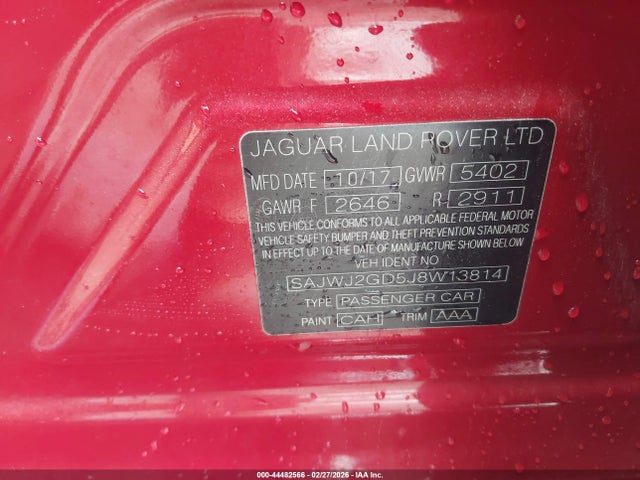 JAGUAR LAND ROVER LTD
MFD DATE 10/17 GVWR 5402
GAWR F 2646 R- 2911
THIS VEHICLE CONFORMS TO ALL APPLICABLE FEDERAL MOTOR
VEHICLE SAFETY BUMPER AND THEFT PREVENTION STANDARDS
IN EFFECT UP TO THE DATE OF MANUFACTURE SHOWN BELOW
VEH IDENT NO
SAJWJ2GD5J8W13814
TYPE PASSENGER CAR
PAINT CAH TRIM AAA
000-44482566 - 02/27/2026 - IAA Inc.